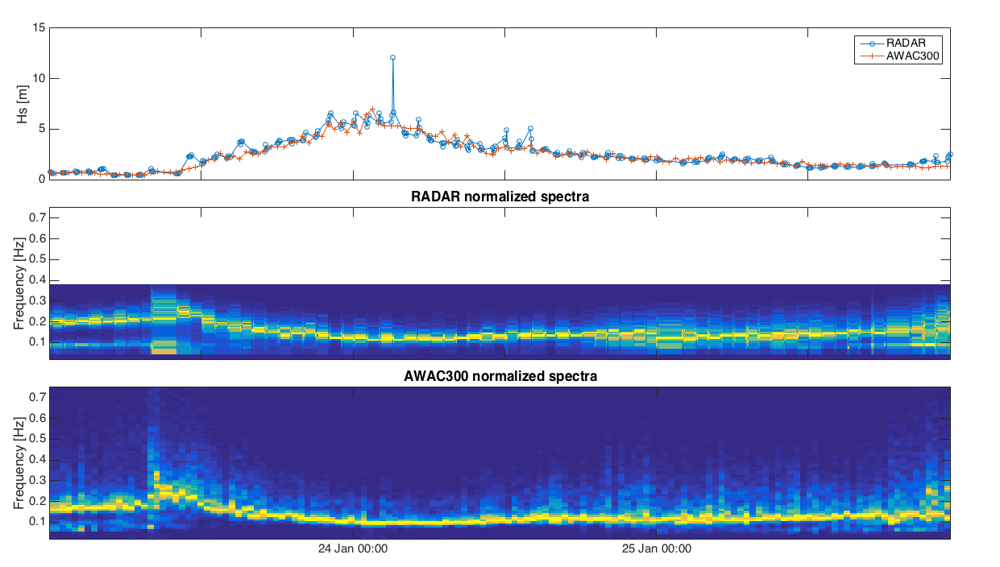 15
RADAR
AWAC300
10
5
0
Hs [m]
RADAR normalized spectra
0.7
0.6
0.5
0.4
0.3
0.2
0.1
Frequency [Hz]
AWAC300 normalized spectra
0.7
0.6
0.5
0.4
0.3
0.2
0.1
Frequency [Hz]
24 Jan 00:00
25 Jan 00:00